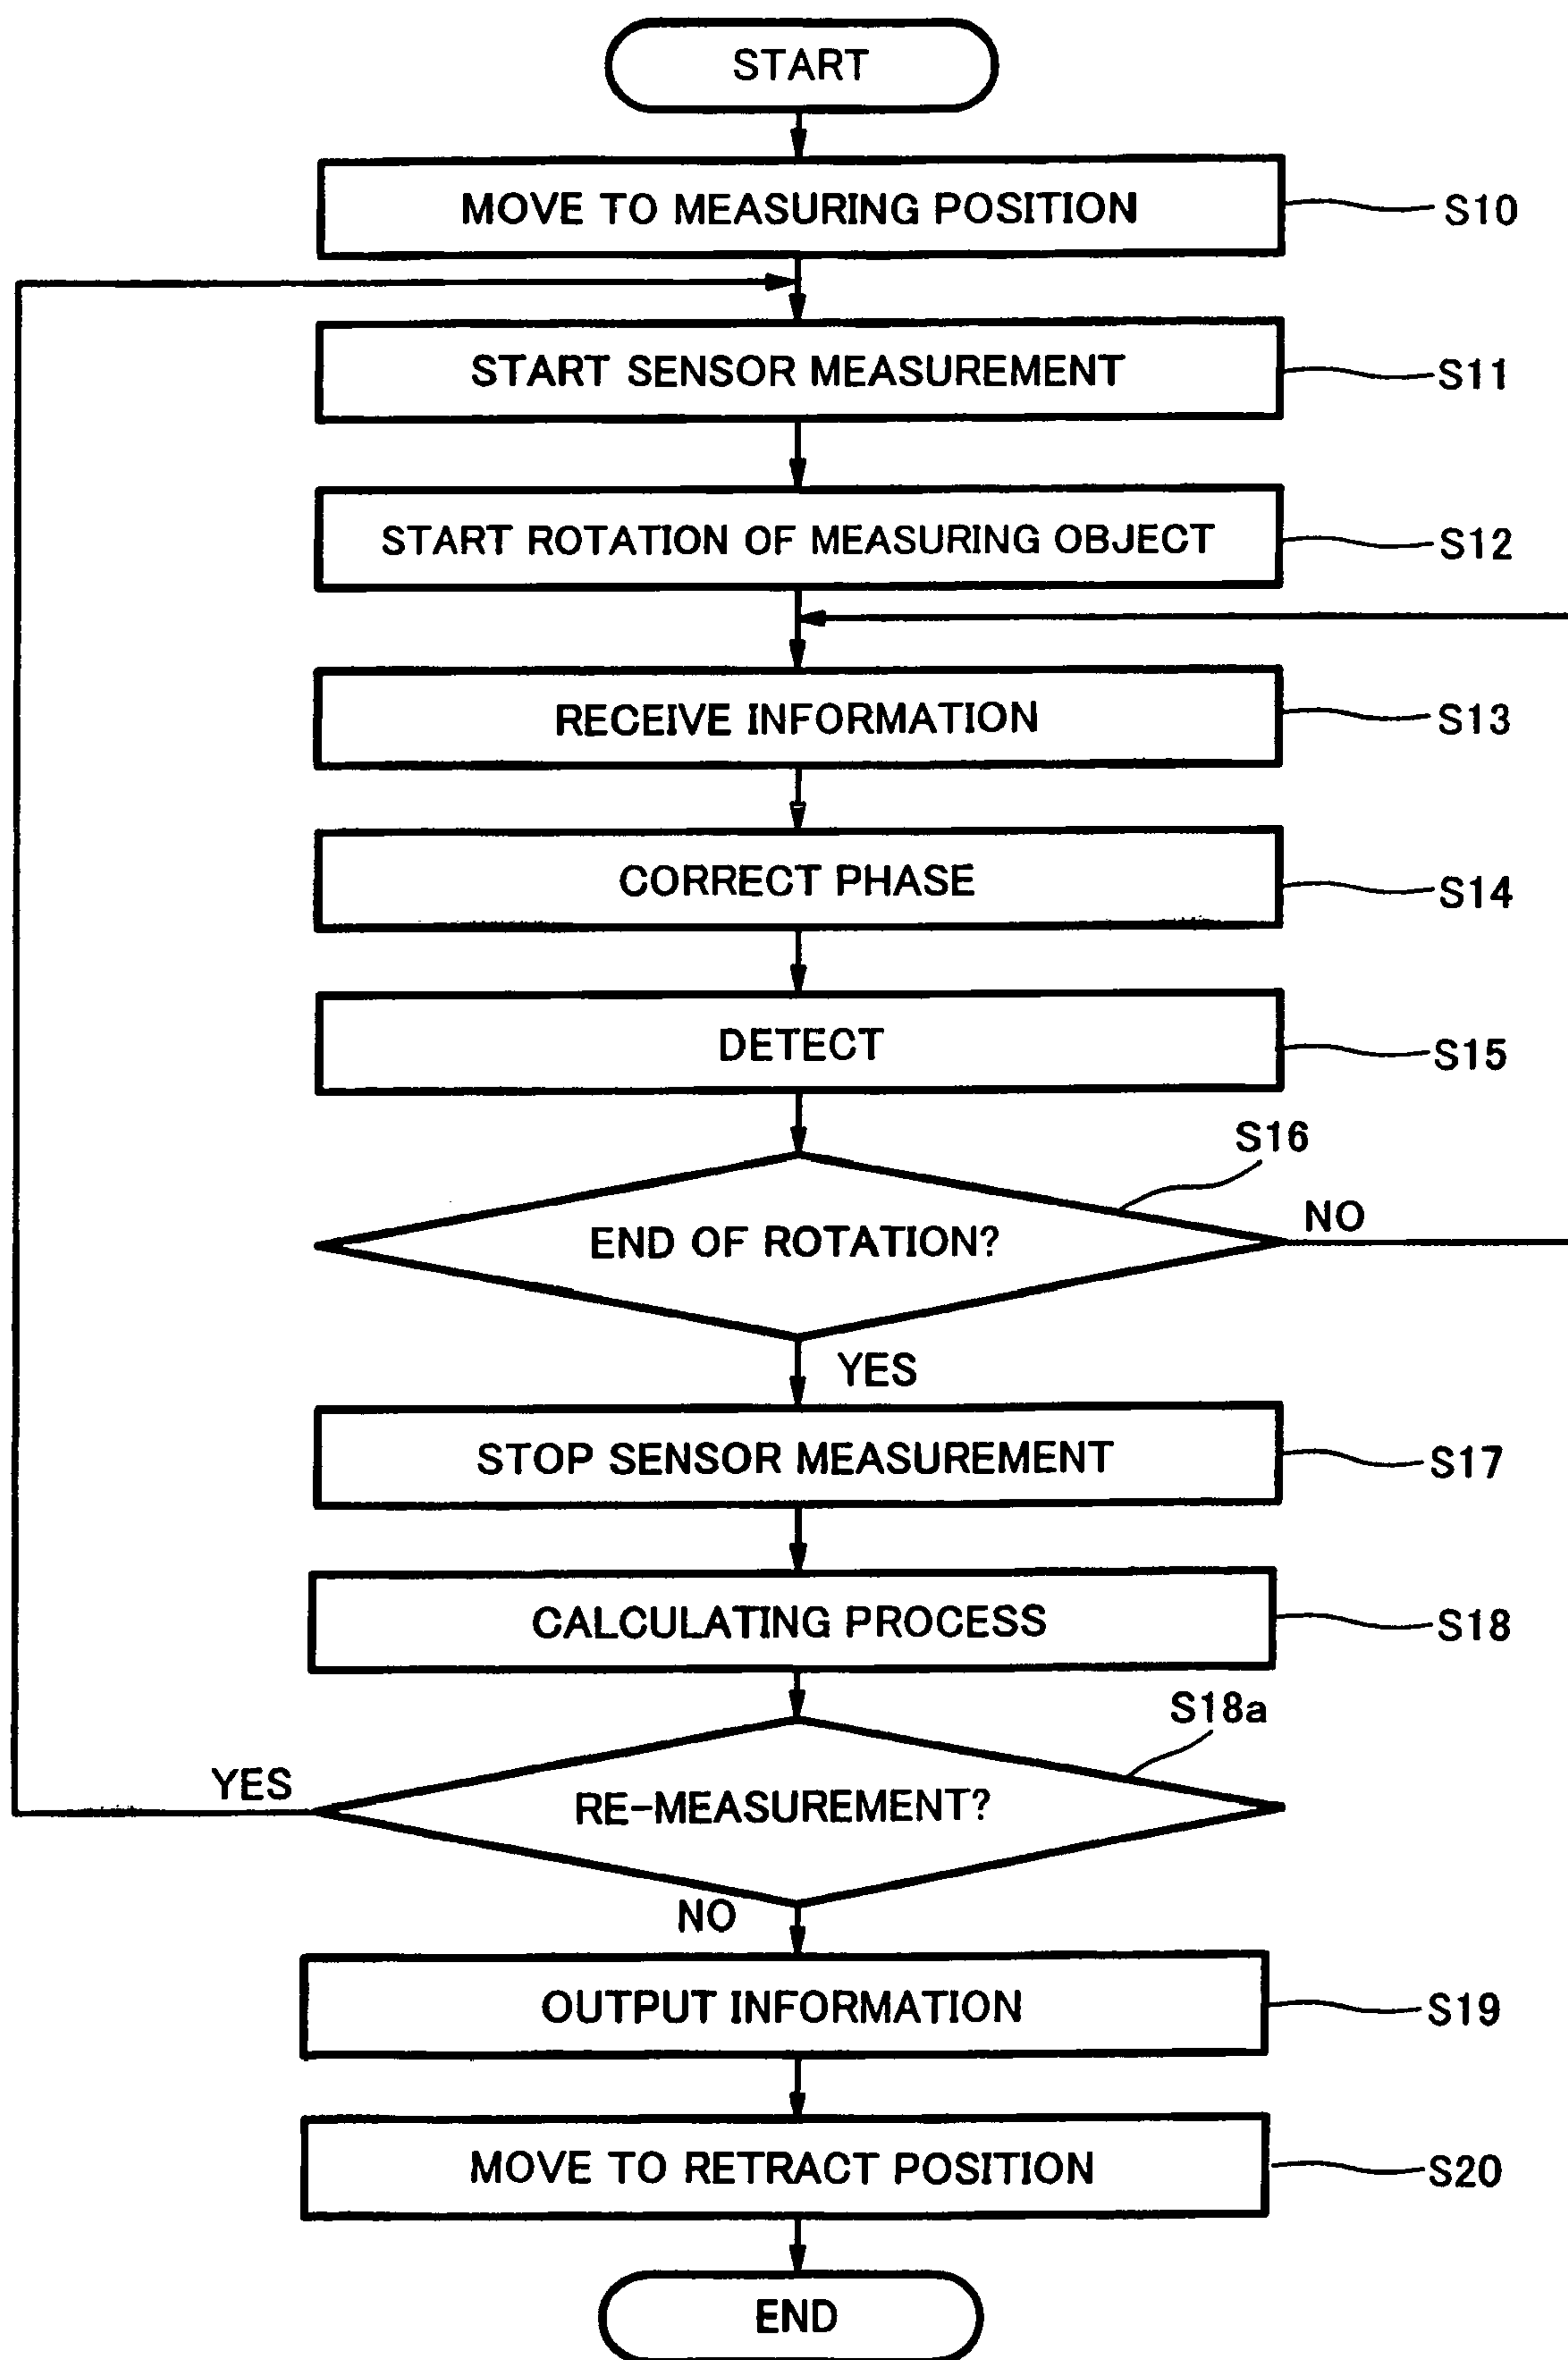 START
MOVE TO MEASURING POSITION
S10
START SENSOR MEASUREMENT
S11
START ROTATION OF MEASURING OBJECT
S12
RECEIVE INFORMATION
S13
CORRECT PHASE
S14
DETECT
S15
S16
END OF ROTATION?
NO
YES
STOP SENSOR MEASUREMENT
S17
CALCULATING PROCESS
S18
S18a
YES
RE-MEASUREMENT?
NO
OUTPUT INFORMATION
S19
MOVE TO RETRACT POSITION
S20
END